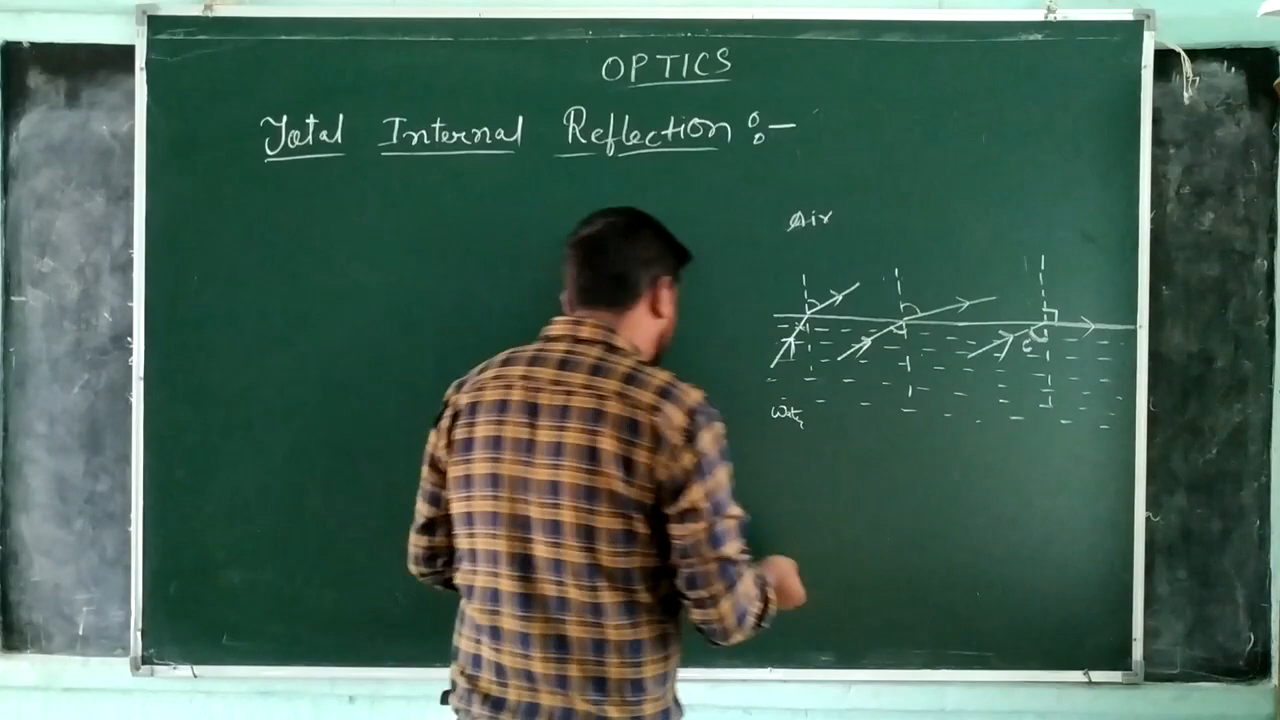 OPTICS
Total Internal Reflection :-
Air
c
Water